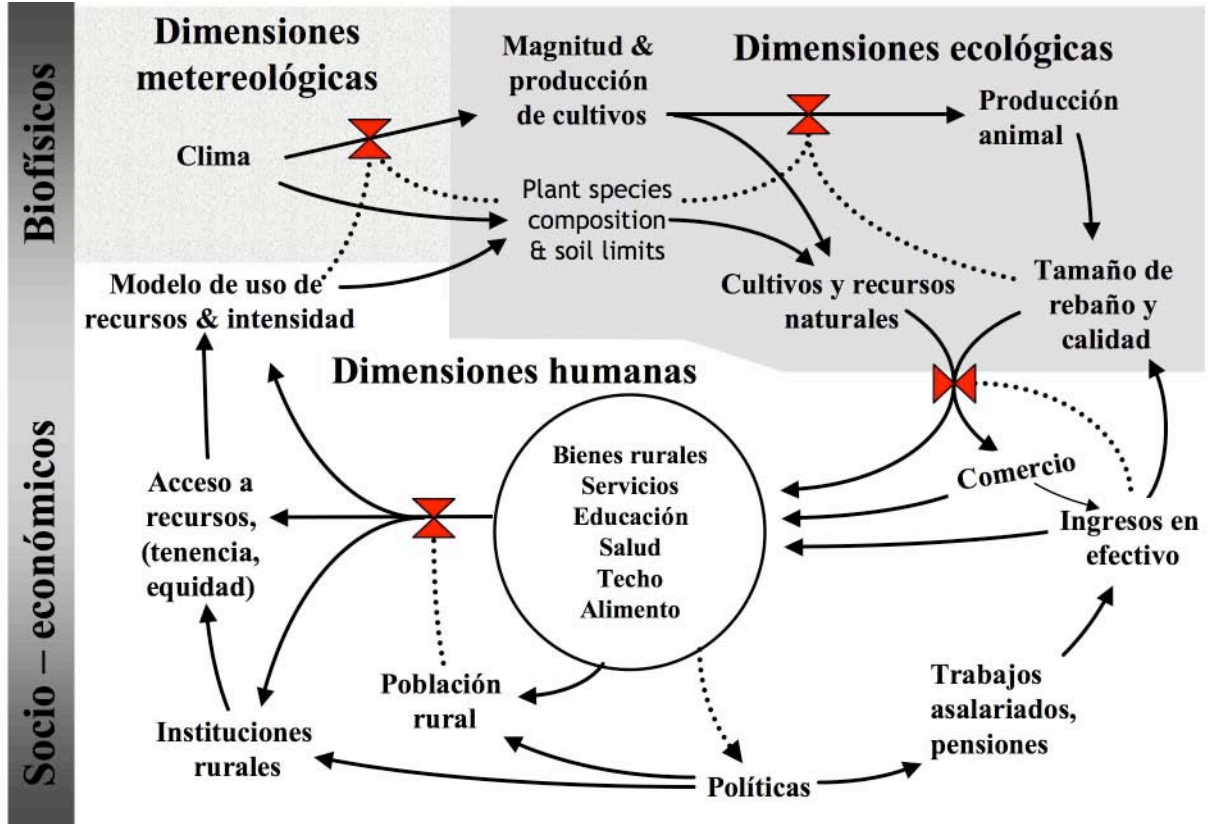 Biofísicos
Socio – económicos
Dimensiones
metereológicas
Clima
Magnitud &
producción
de cultivos
Dimensiones ecológicas
Producción
animal
Plant species
composition
& soil limits
Modelo de uso de
recursos & intensidad
Cultivos y recursos
naturales
Tamaño de
rebaño y
calidad
Dimensiones humanas
Bienes rurales
Servicios
Educación
Salud
Techo
Alimento
Comercio
Ingresos en
efectivo
Acceso a
recursos,
(tenencia,
equidad)
Población
rural
Trabajos
asalariados,
pensiones
Instituciones
rurales
Políticas